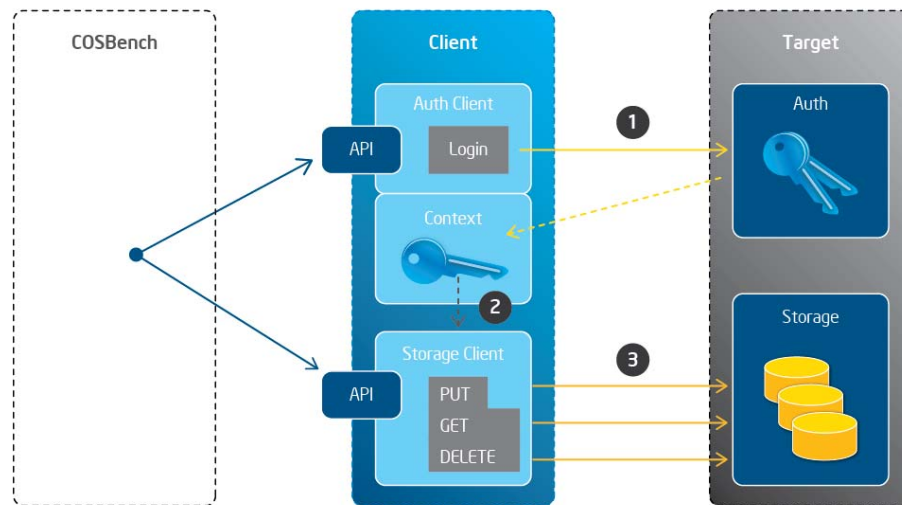 COSBench
Client
Target
Auth Client
API
Login
1
Auth
Context
2
Storage Client
API
PUT
GET
DELETE
3
Storage